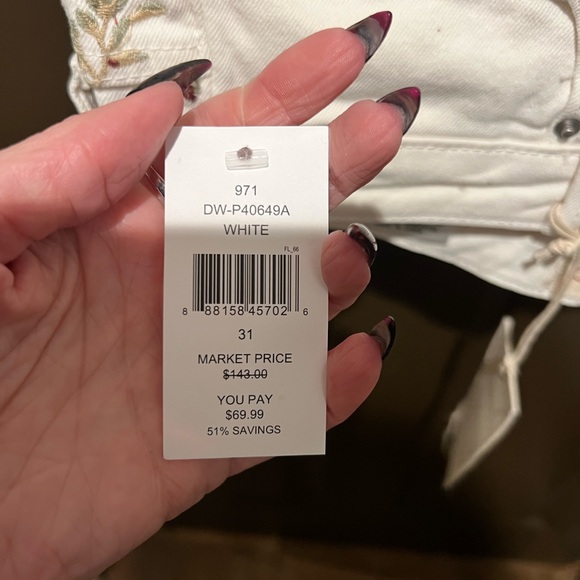 971
DW-P40649A
WHITE
FL_66
8 88158 45702 6
31
MARKET PRICE
$143.00
YOU PAY
$69.99
51% SAVINGS